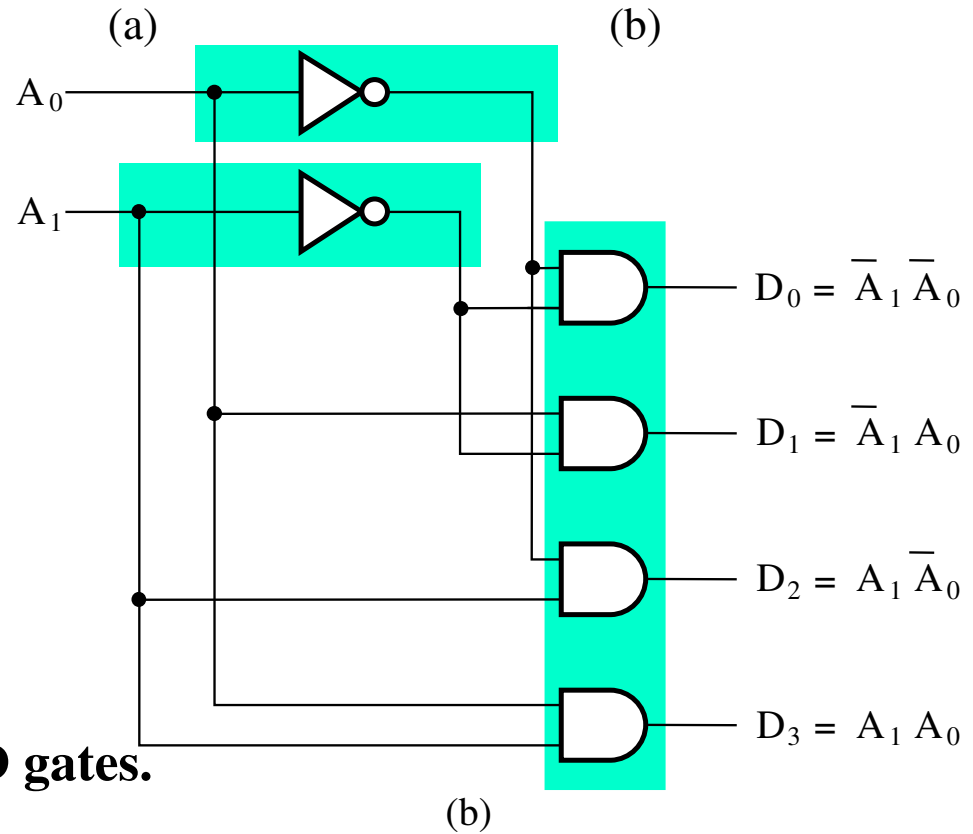 (a) (b)
A₀
A₁
D₀ = A̅₁ A̅₀
D₁ = A̅₁ A₀
D₂ = A₁ A̅₀
D₃ = A₁ A₀
gates.
(b)